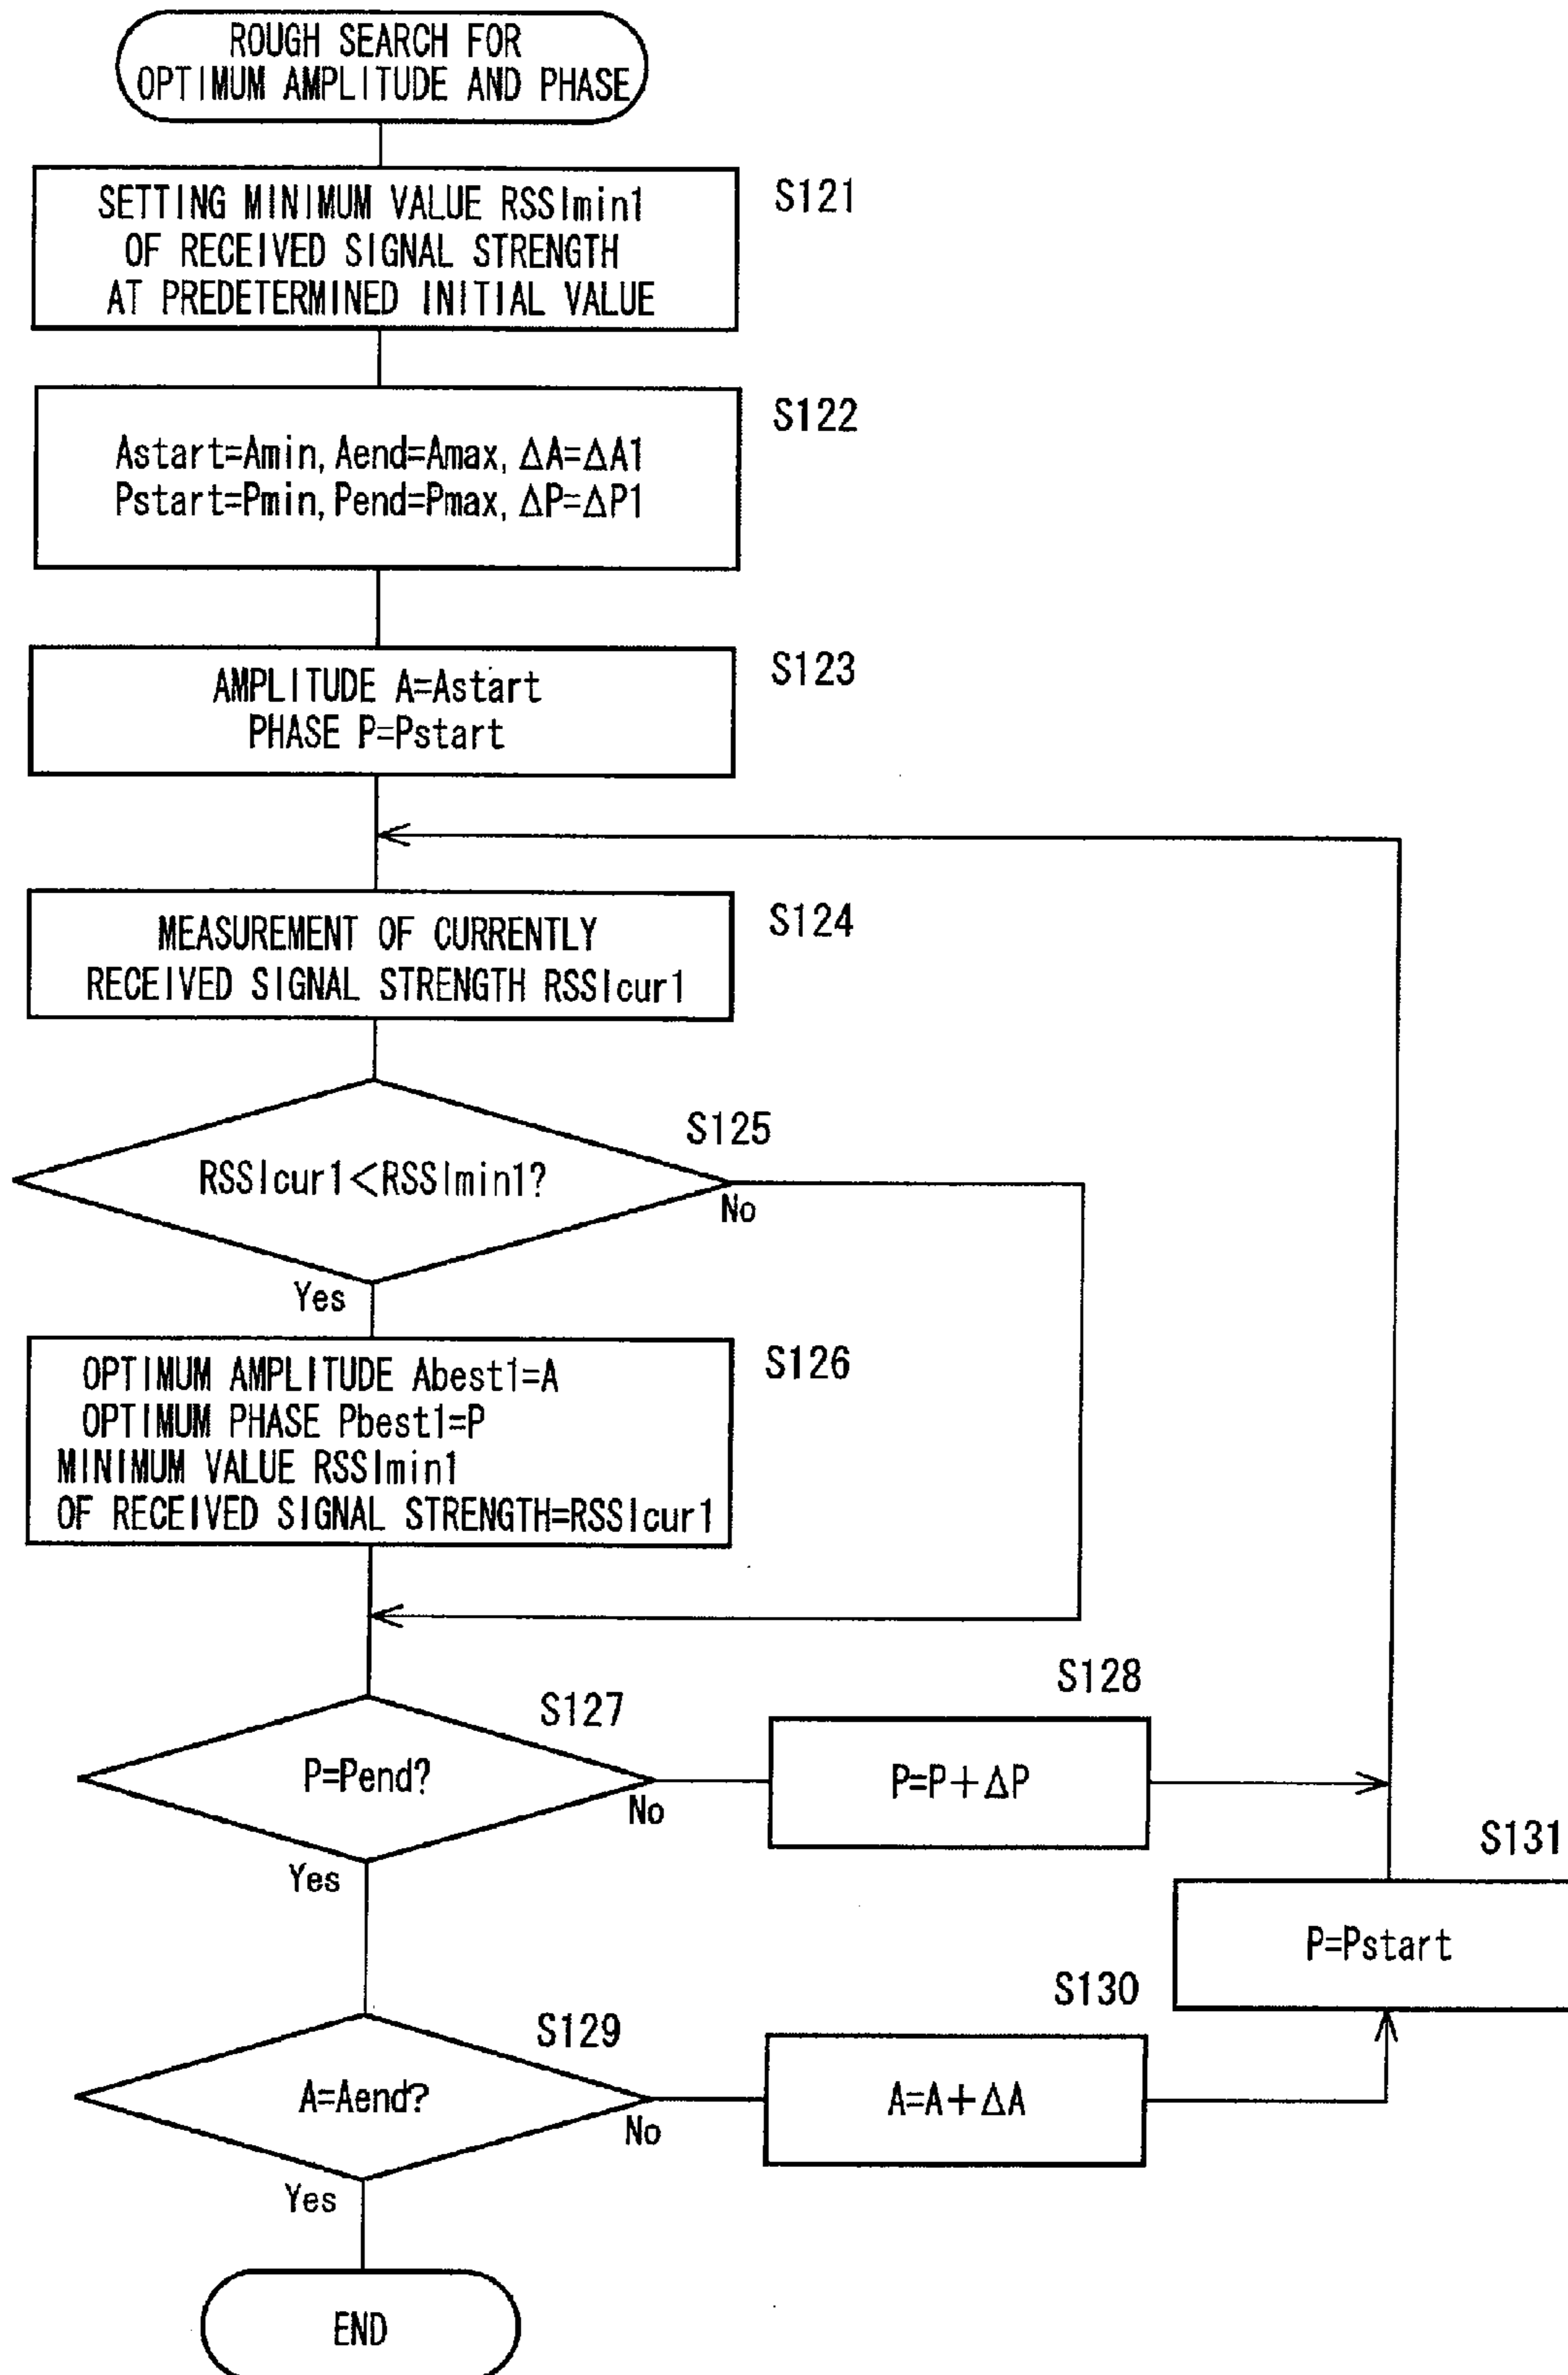 ROUGH SEARCH FOR
OPTIMUM AMPLITUDE AND PHASE
SETTING MINIMUM VALUE RSSImin1
OF RECEIVED SIGNAL STRENGTH
AT PREDETERMINED INITIAL VALUE
S121
Astart=Amin, Aend=Amax, ΔA=ΔA1
Pstart=Pmin, Pend=Pmax, ΔP=ΔP1
S122
AMPLITUDE A=Astart
PHASE P=Pstart
S123
MEASUREMENT OF CURRENTLY
RECEIVED SIGNAL STRENGTH RSSIcur1
S124
RSSIcur1<RSSImin1?
S125
No
Yes
OPTIMUM AMPLITUDE Abest1=A
OPTIMUM PHASE Pbest1=P
MINIMUM VALUE RSSImin1
OF RECEIVED SIGNAL STRENGTH=RSSIcur1
S126
P=Pend?
S127
No
Yes
P=P+ΔP
S128
A=Aend?
S129
No
Yes
A=A+ΔA
S130
P=Pstart
S131
END